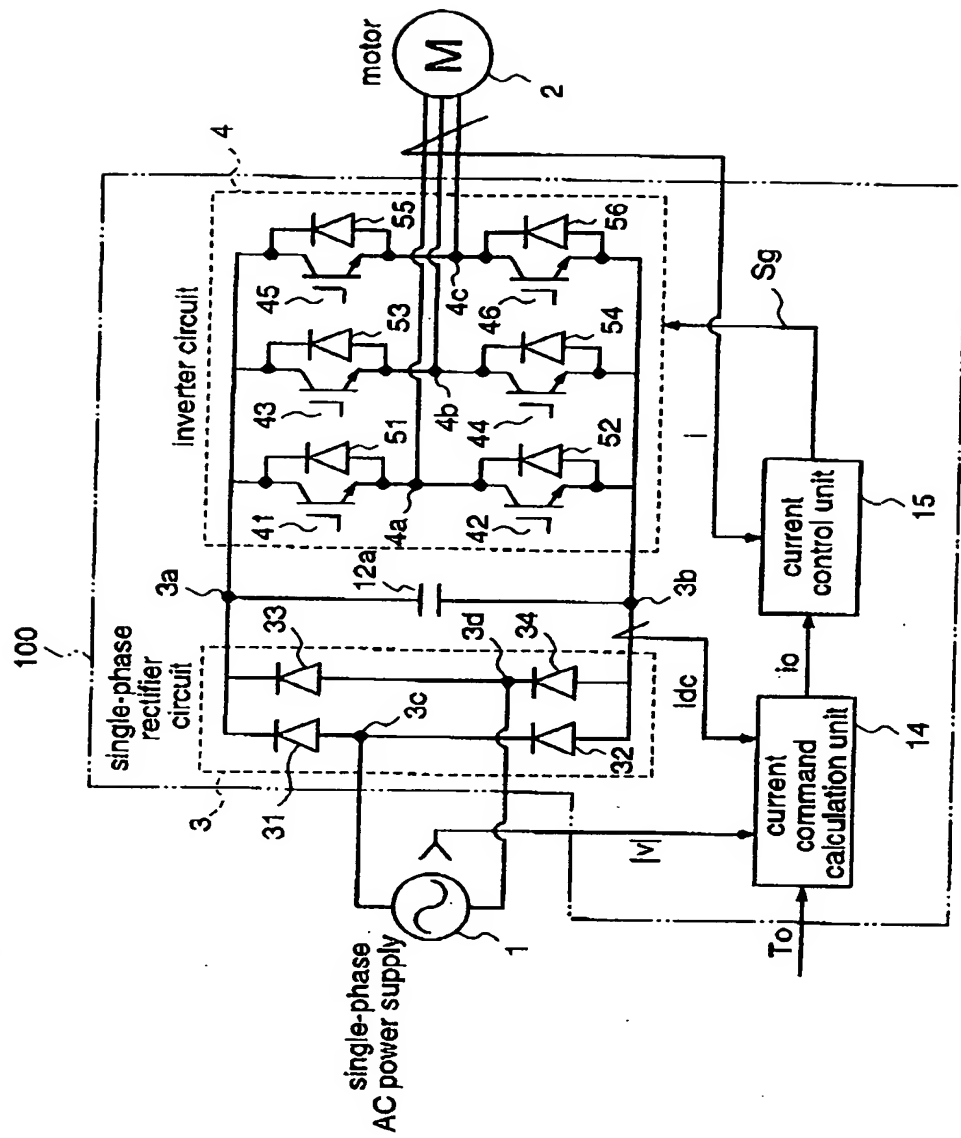 100
single-phase
rectifier
circuit
3
31
33
3c
3d
32
34
3a
12a
3b
inverter circuit
4
41
51
43
53
45
55
4a
4b
4c
42
52
44
54
46
56
motor
M
2
single-phase
AC power supply
1
|v|
Idc
i
Sg
To
current
command
calculation unit
14
io
current
control unit
15